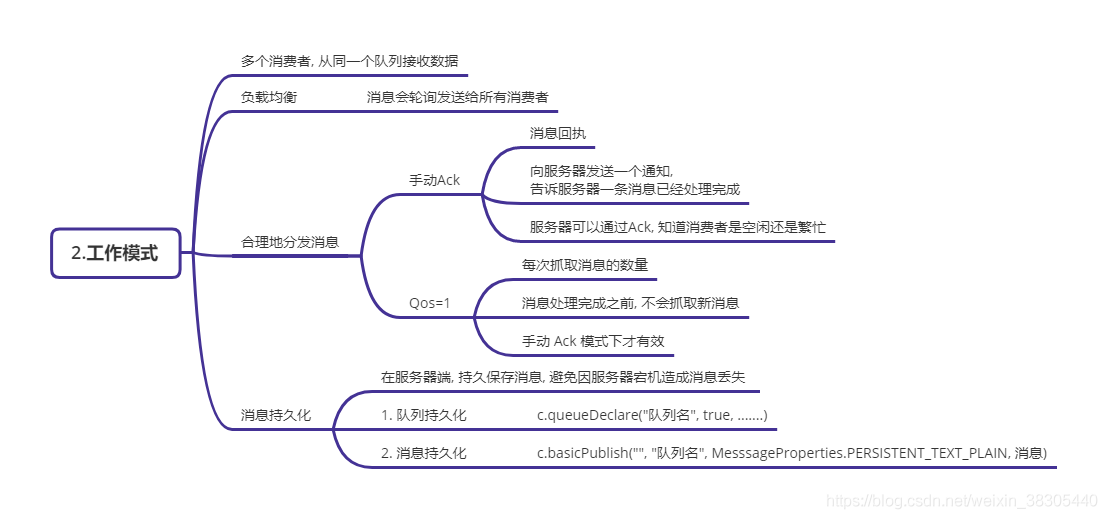 多个消费者, 从同一个队列接收数据
负载均衡 消息会轮询发送给所有消费者
消息回执
手动Ack
向服务器发送一个通知,
告诉服务器一条消息已经处理完成
服务器可以通过Ack, 知道消费者是空闲还是繁忙
2.工作模式
合理地分发消息
每次抓取消息的数量
Qos=1
消息处理完成之前, 不会抓取新消息
手动 Ack 模式下才有效
在服务器端, 持久保存消息, 避免因服务器宕机造成消息丢失
消息持久化
1. 队列持久化 c.queueDeclare("队列名", true, .......)
2. 消息持久化 c.basicPublish("", "队列名", MesssageProperties.PERSISTENT_TEXT_PLAIN, 消息)
https://blog.csdn.net/weixin_38305440